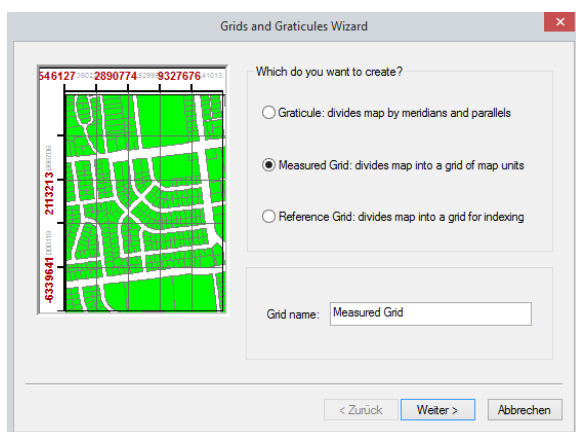 Grids and Graticules Wizard
Which do you want to create?
546127 2890774 9327676
Graticule: divides map by meridians and parallels
Measured Grid: divides map into a grid of map units
2113213
Reference Grid: divides map into a grid for indexing
-6339641
Grid name: Measured Grid
< Zurück Weiter > Abbrechen